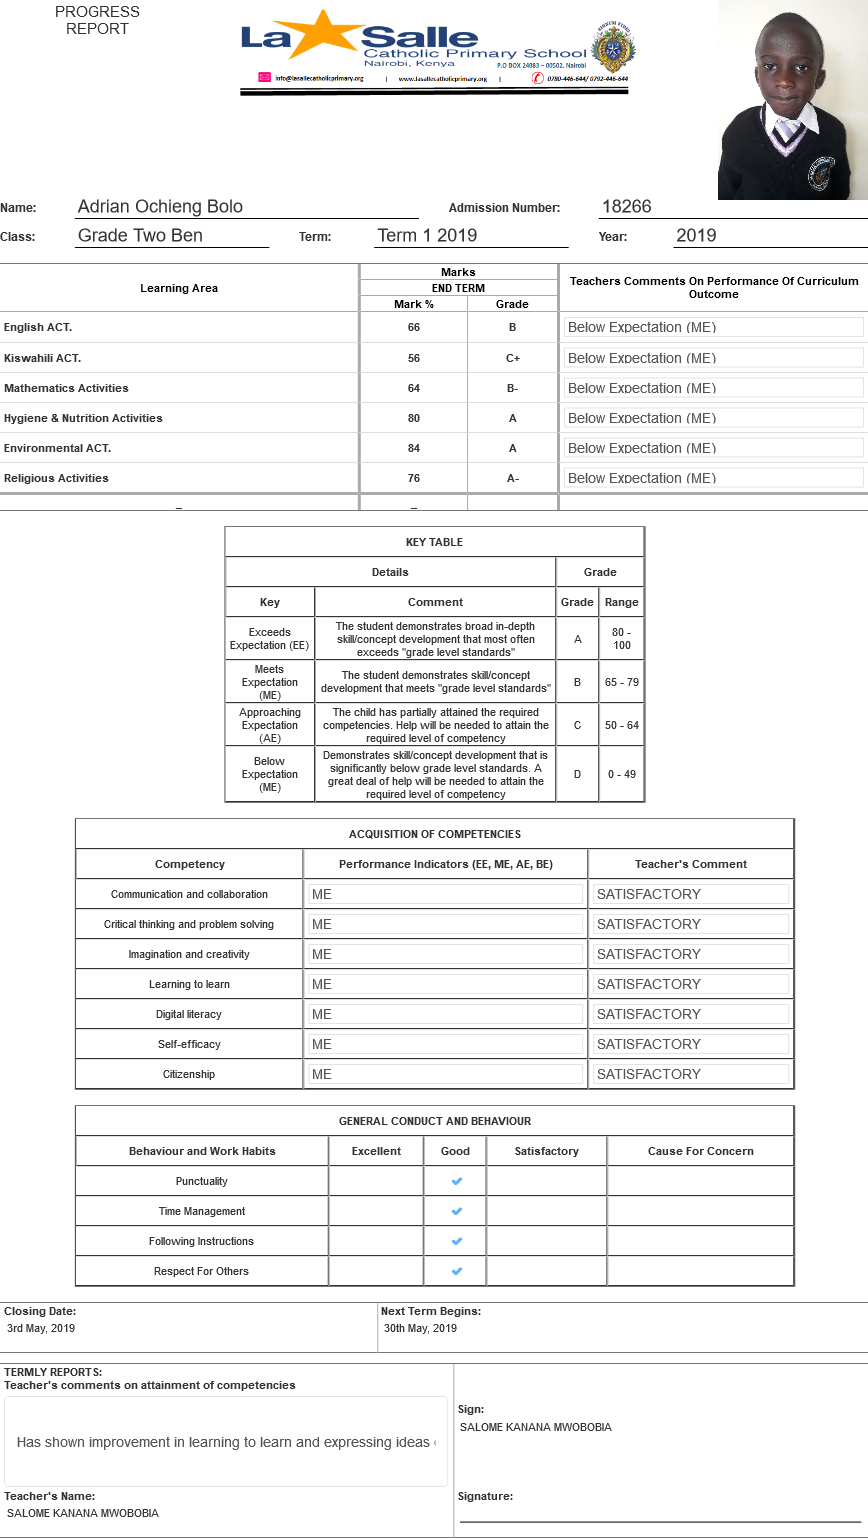 PROGRESS
REPORT
La Salle
Catholic Primary School
Nairobi, Kenya
P.O BOX 24083 – 00502, Nairobi
info@lasallecatholicprimary.org | www.lasallecatholicprimary.org | 0780-446-644/ 0792-446-644
Name: Adrian Ochieng Bolo Admission Number: 18266
Class: Grade Two Ben Term: Term 1 2019 Year: 2019
Learning Area
Marks
END TERM
Mark % Grade
Teachers Comments On Performance Of Curriculum
Outcome
English ACT. 66 B Below Expectation (ME)
Kiswahili ACT. 56 C+ Below Expectation (ME)
Mathematics Activities 64 B- Below Expectation (ME)
Hygiene & Nutrition Activities 80 A Below Expectation (ME)
Environmental ACT. 84 A Below Expectation (ME)
Religious Activities 76 A- Below Expectation (ME)
_ _
KEY TABLE
Details Grade
Key Comment Grade Range
Exceeds
Expectation (EE)
The student demonstrates broad in-depth
skill/concept development that most often
exceeds "grade level standards"
A
80 -
100
Meets
Expectation
(ME)
The student demonstrates skill/concept
development that meets "grade level standards"
B
65 - 79
Approaching
Expectation
(AE)
The child has partially attained the required
competencies. Help will be needed to attain the
required level of competency
C
50 - 64
Below
Expectation
(ME)
Demonstrates skill/concept development that is
significantly below grade level standards. A
great deal of help will be needed to attain the
required level of competency
D
0 - 49
ACQUISITION OF COMPETENCIES
Competency Performance Indicators (EE, ME, AE, BE) Teacher's Comment
Communication and collaboration ME SATISFACTORY
Critical thinking and problem solving ME SATISFACTORY
Imagination and creativity ME SATISFACTORY
Learning to learn ME SATISFACTORY
Digital literacy ME SATISFACTORY
Self-efficacy ME SATISFACTORY
Citizenship ME SATISFACTORY
GENERAL CONDUCT AND BEHAVIOUR
Behaviour and Work Habits Excellent Good Satisfactory Cause For Concern
Punctuality
Time Management
Following Instructions
Respect For Others
Closing Date: Next Term Begins:
3rd May, 2019 30th May, 2019
TERMLY REPORTS:
Teacher's comments on attainment of competencies
Has shown improvement in learning to learn and expressing ideas
Sign:
SALOME KANANA MWOBOBIA
Teacher's Name: Signature:
SALOME KANANA MWOBOBIA